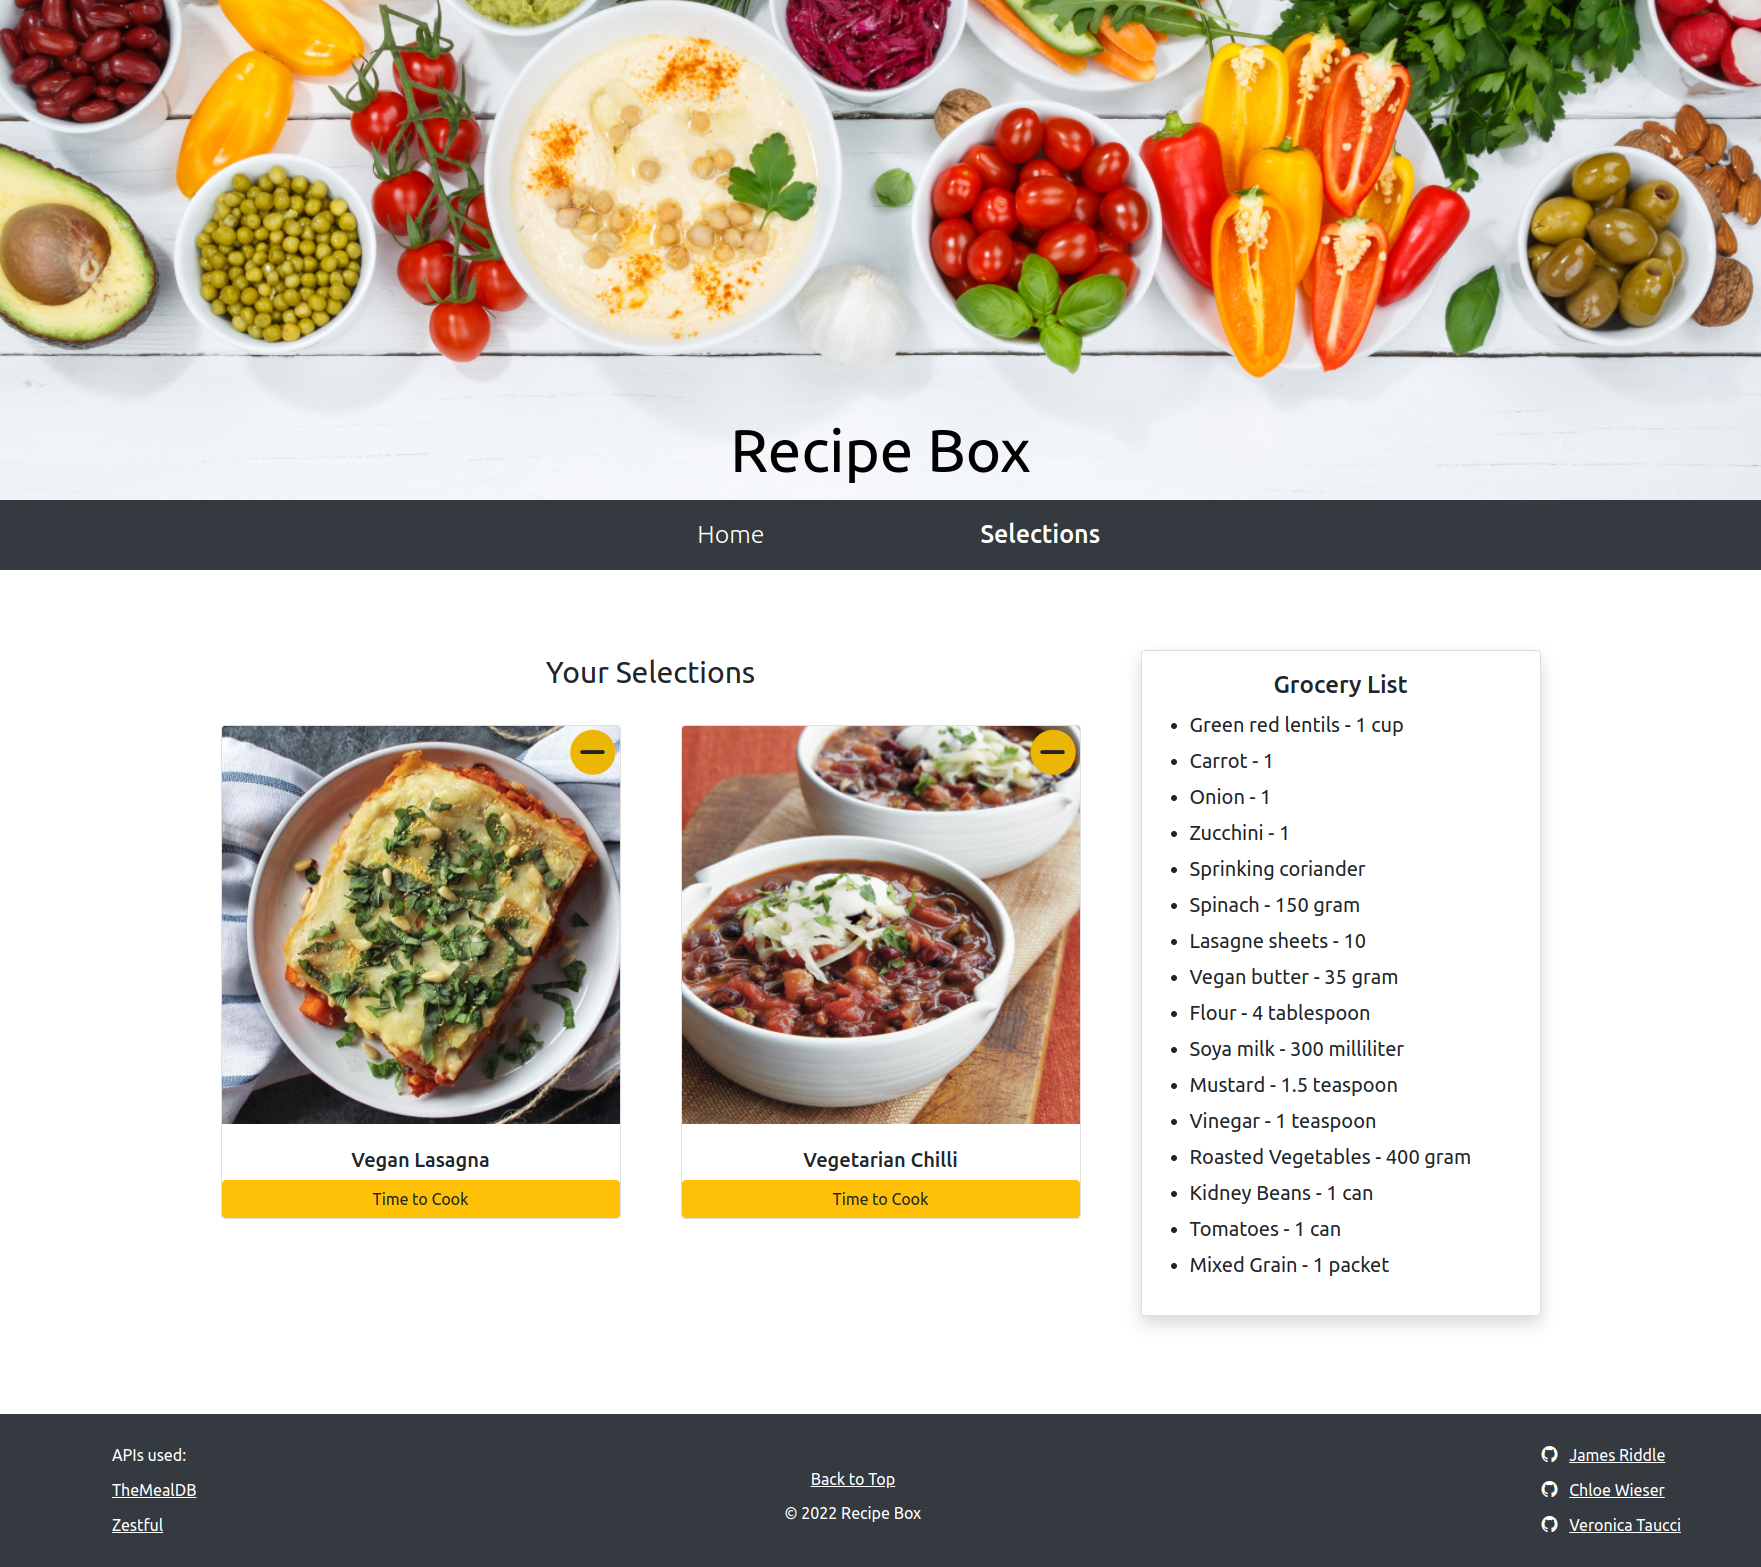 Recipe Box
Home
Selections
Your Selections
Vegan Lasagna
Time to Cook
Vegetarian Chilli
Time to Cook
Grocery List
• Green red lentils - 1 cup
• Carrot - 1
• Onion - 1
• Zucchini - 1
• Sprinking coriander
• Spinach - 150 gram
• Lasagne sheets - 10
• Vegan butter - 35 gram
• Flour - 4 tablespoon
• Soya milk - 300 milliliter
• Mustard - 1.5 teaspoon
• Vinegar - 1 teaspoon
• Roasted Vegetables - 400 gram
• Kidney Beans - 1 can
• Tomatoes - 1 can
• Mixed Grain - 1 packet
APIs used:
TheMealDB
Zestful
Back to Top
© 2022 Recipe Box
James Riddle
Chloe Wieser
Veronica Taucci